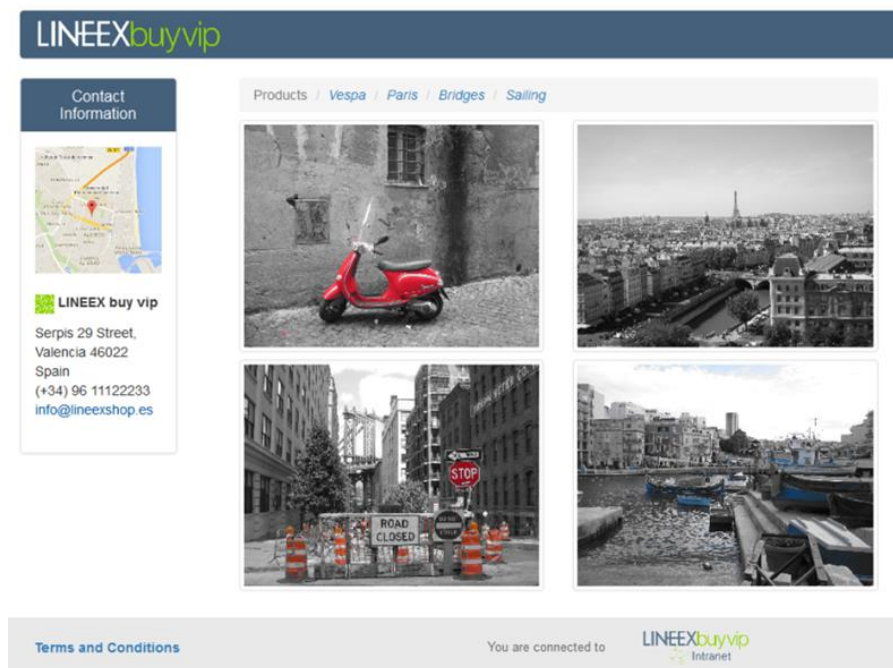 LINEEXbuyvip
Contact
Information
Products / Vespa / Paris / Bridges / Sailing
LINEEX buy vip
Serpis 29 Street,
Valencia 46022
Spain
(+34) 96 11122233
info@lineexshop.es
STOP
ROAD
CLOSED
Terms and Conditions
You are connected to
LINEEXbuyvip
Intranet